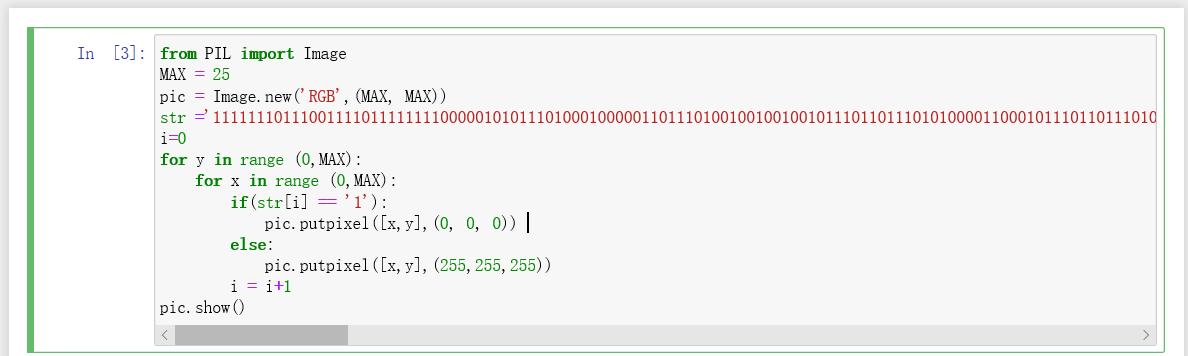 In [3]:
from PIL import Image
MAX = 25
pic = Image.new('RGB',(MAX, MAX))
str ='111111101110011110111111110000010101110100010000011011101001001001001011101101110101000011000101110110111010
i=0
for y in range (0,MAX):
for x in range (0,MAX):
if(str[i] == '1'):
pic.putpixel([x,y],(0, 0, 0))
else:
pic.putpixel([x,y],(255,255,255))
i = i+1
pic.show()